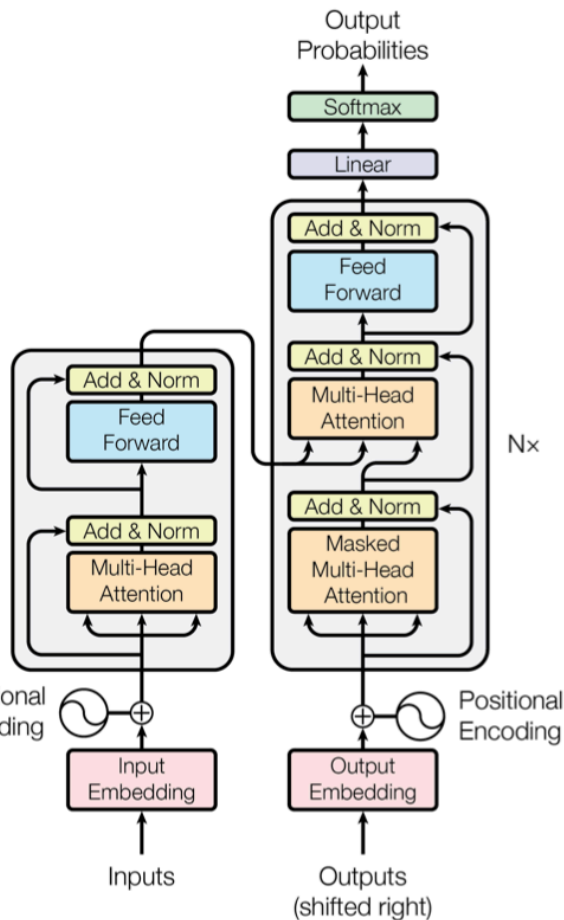 Output
Probabilities
Softmax
Linear
Add & Norm
Feed
Forward
Add & Norm
Multi-Head
Attention
Add & Norm
Masked
Multi-Head
Attention
Nx
Add & Norm
Feed
Forward
Add & Norm
Multi-Head
Attention
onal
ding
Positional
Encoding
Input
Embedding
Output
Embedding
Inputs
Outputs
(shifted right)